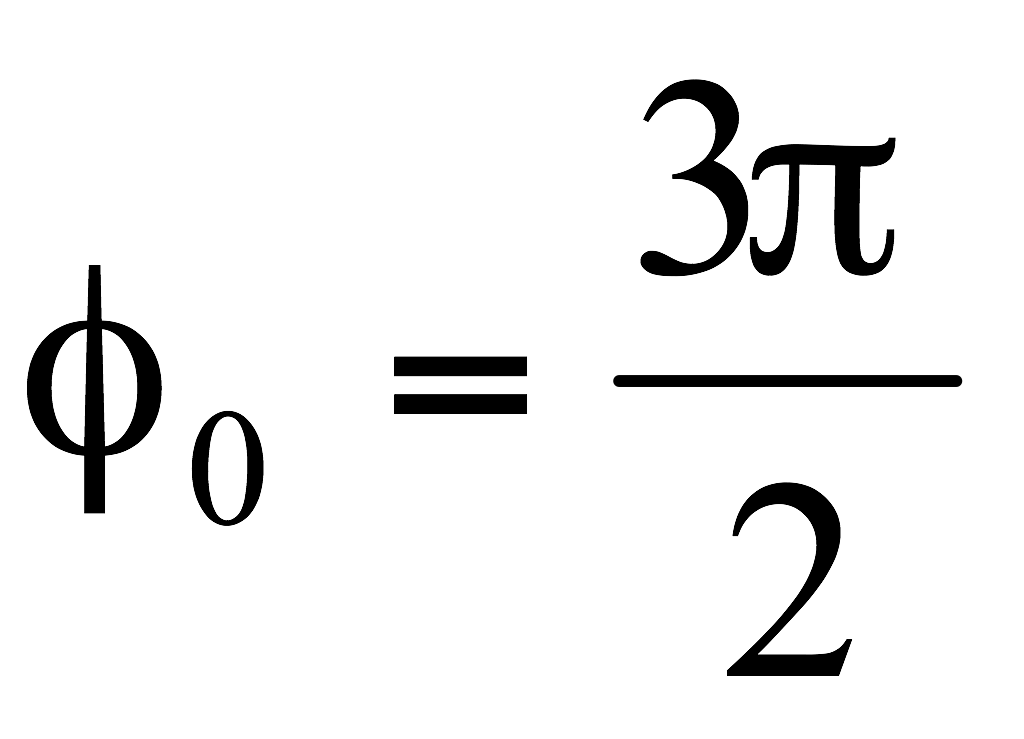 ϕ₀ = 3π/2